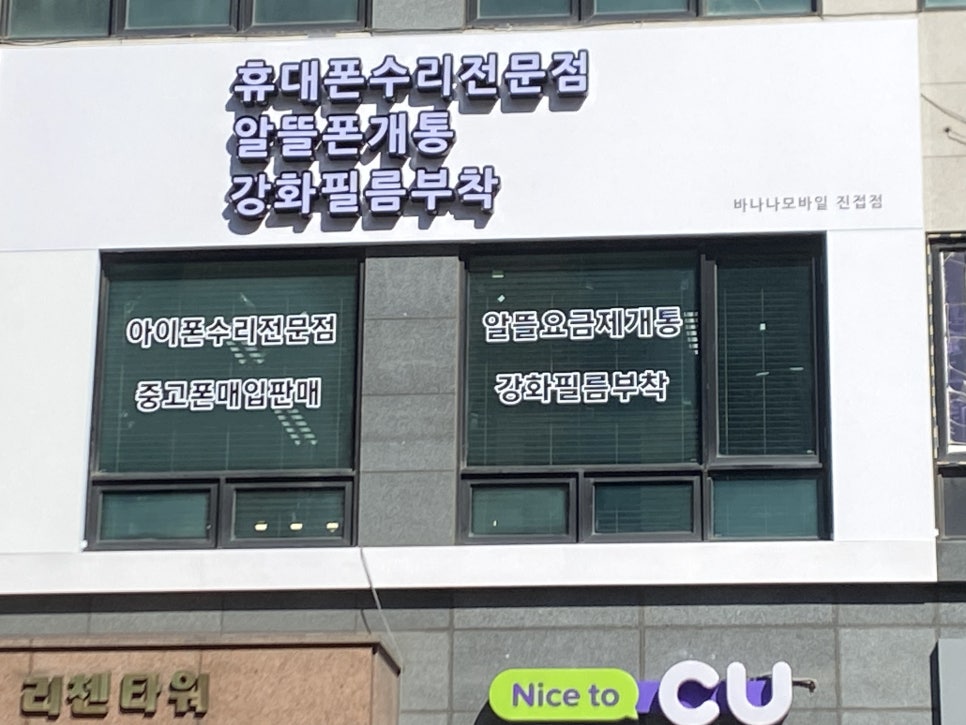 휴대폰수리전문점
알뜰폰개통
강화필름부착
바나나모바일 진접점
아이폰수리전문점
중고폰매입판매
알뜰요금제개통
강화필름부착
리첸타워
Nice to CU